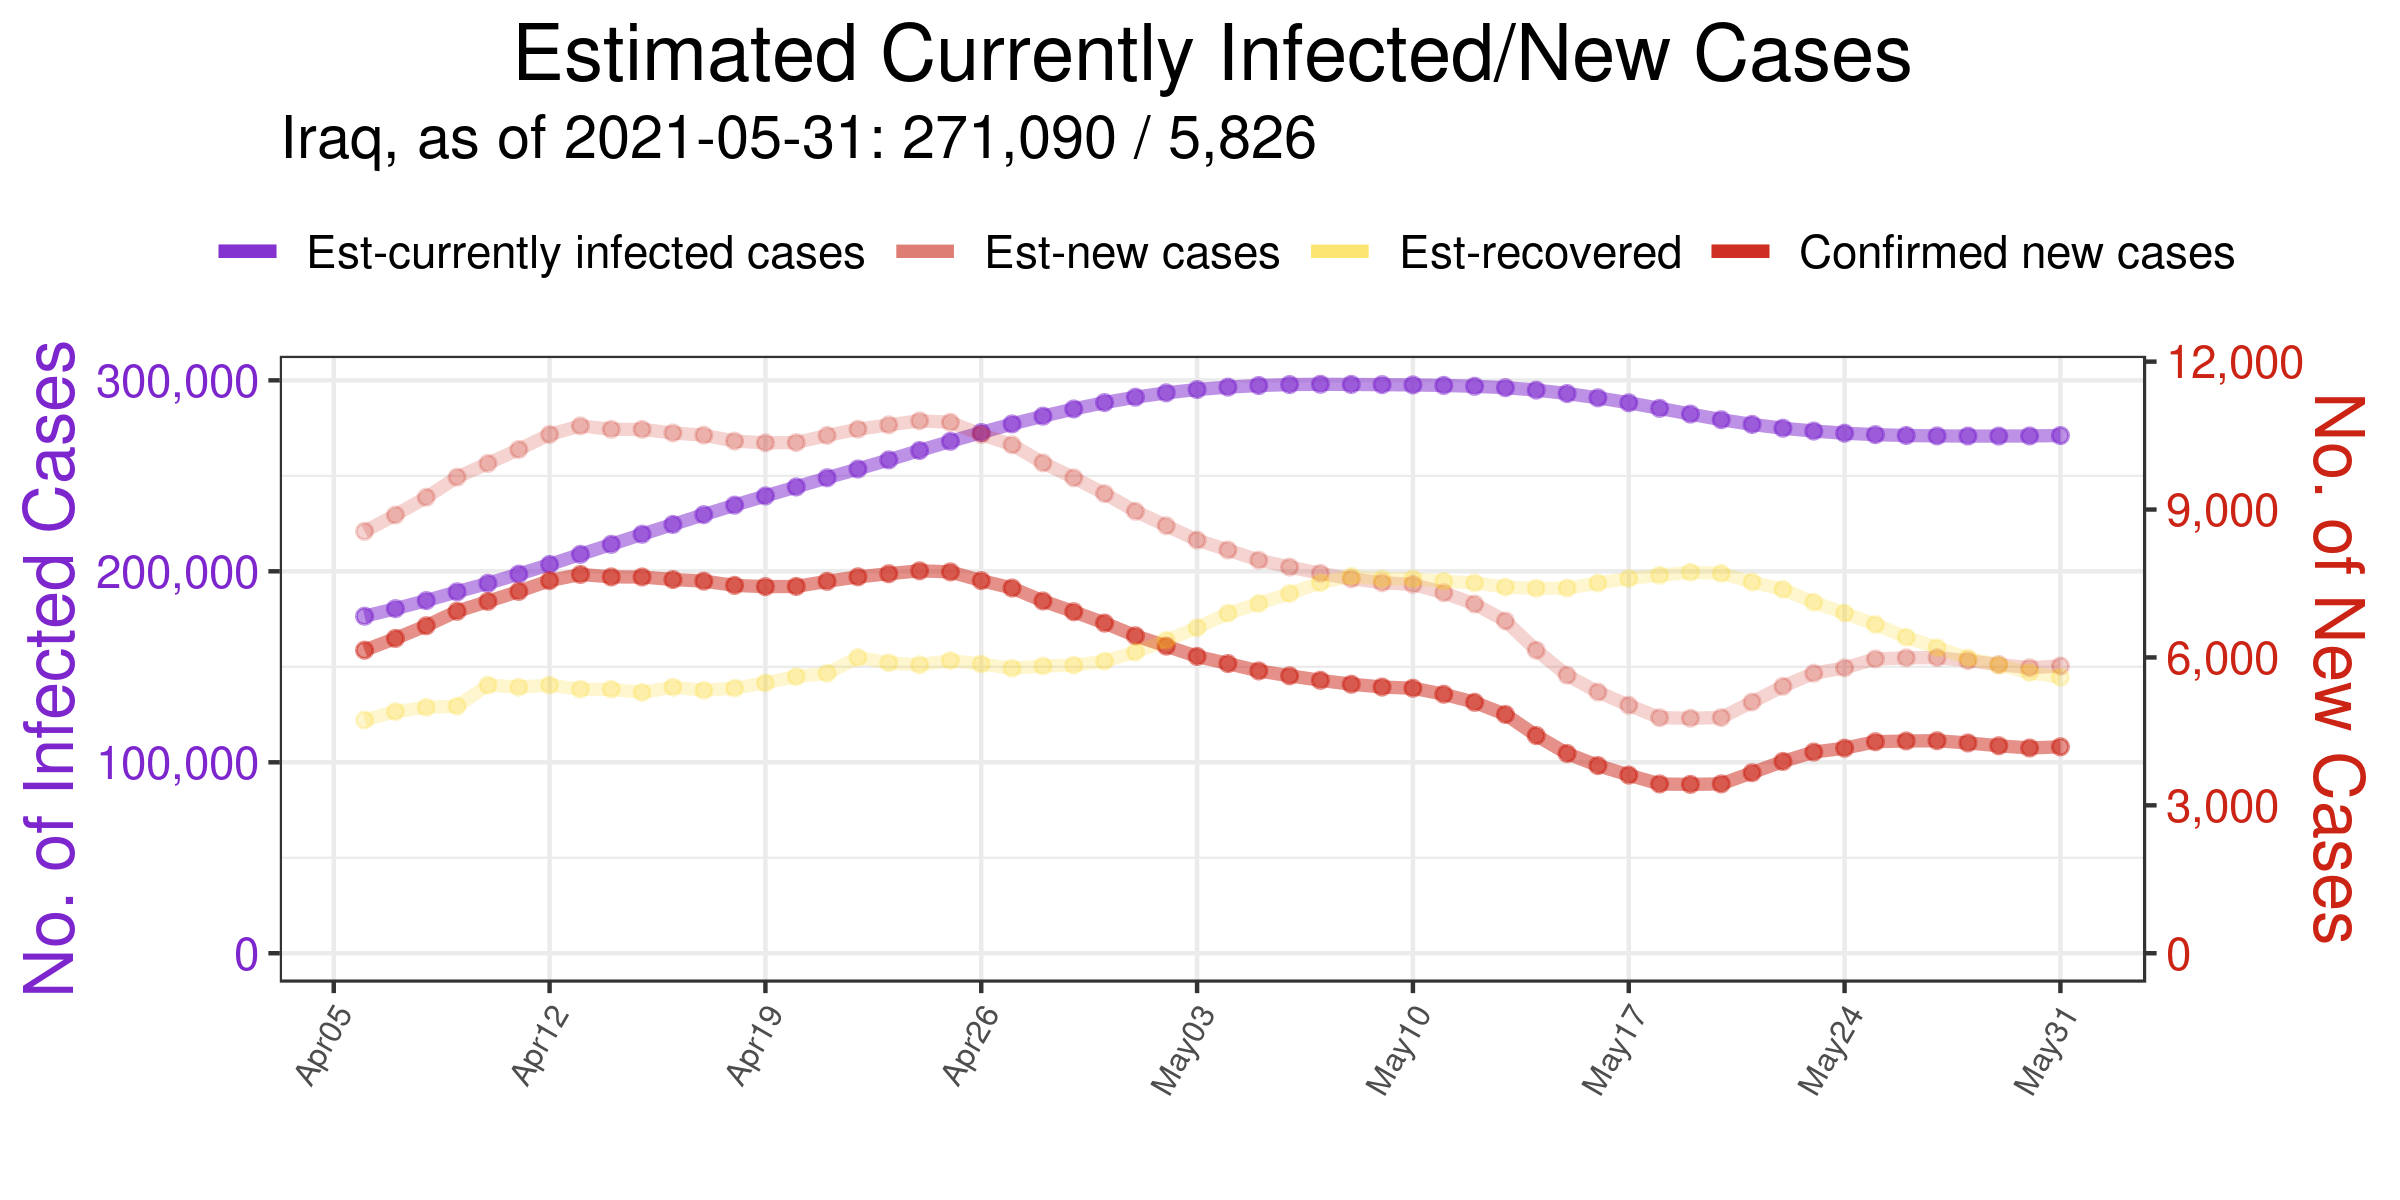 Estimated Currently Infected/New Cases
Iraq, as of 2021-05-31: 271,090 / 5,826
Est-currently infected cases Est-new cases Est-recovered Confirmed new cases
No. of Infected Cases
300,000
200,000
100,000
0
12,000
9,000
6,000
3,000
0
No. of New Cases
Apr05 Apr12 Apr19 Apr26 May03 May10 May17 May24 May31